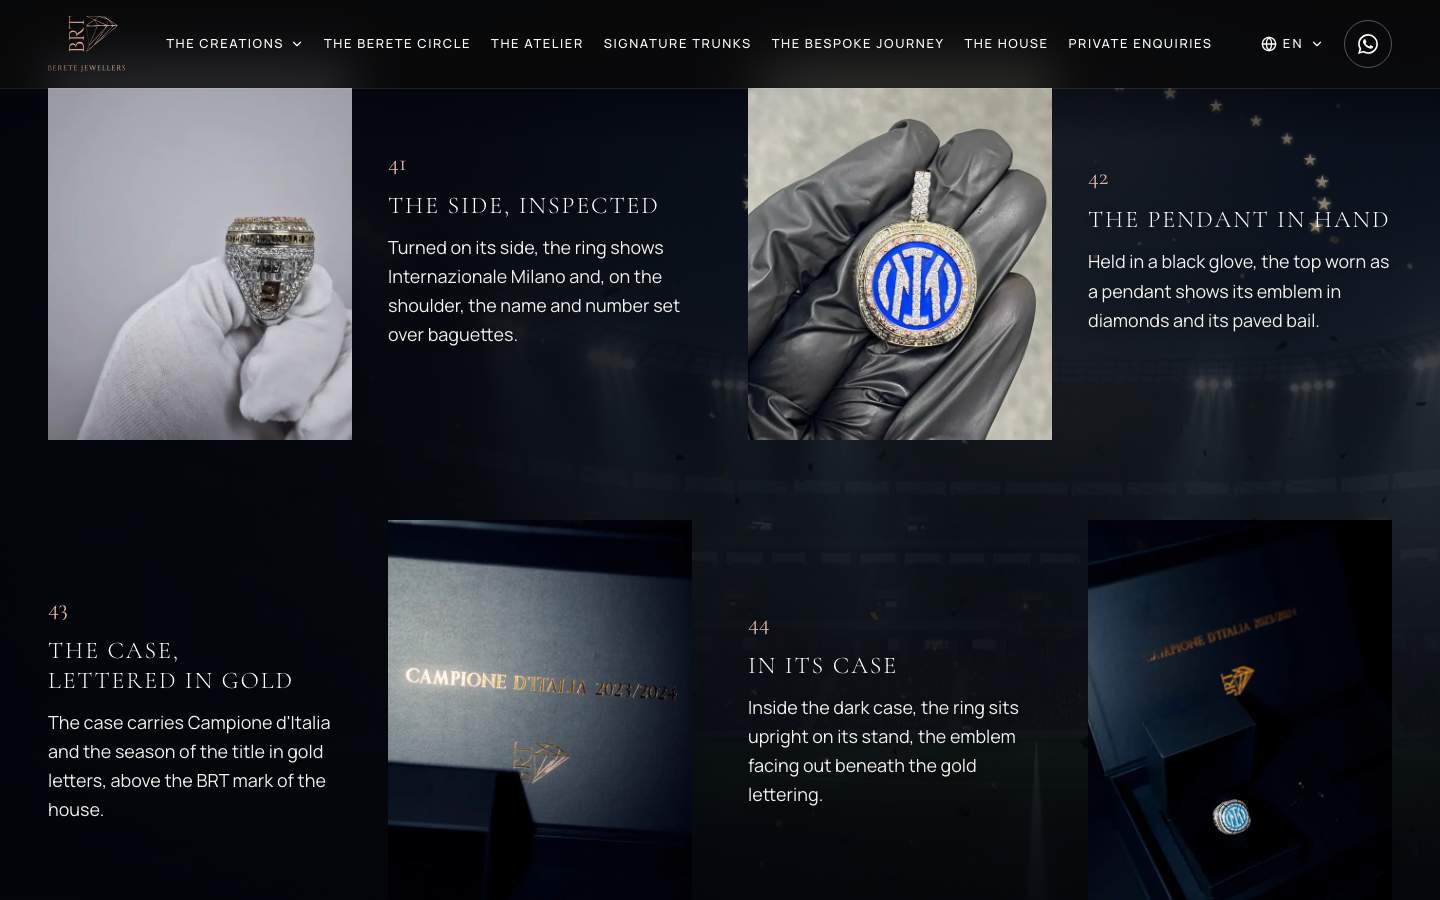 BRT
BERETE JEWELLERS
THE CREATIONS
THE BERETE CIRCLE
THE ATELIER
SIGNATURE TRUNKS
THE BESPOKE JOURNEY
THE HOUSE
PRIVATE ENQUIRIES
EN
41
THE SIDE, INSPECTED
Turned on its side, the ring shows
Internazionale Milano and, on the
shoulder, the name and number set
over baguettes.
42
THE PENDANT IN HAND
Held in a black glove, the top worn as
a pendant shows its emblem in
diamonds and its paved bail.
43
THE CASE,
LETTERED IN GOLD
The case carries Campione d'Italia
and the season of the title in gold
letters, above the BRT mark of the
house.
CAMPIONE D'ITALIA 2023/2024
BRT
44
IN ITS CASE
Inside the dark case, the ring sits
upright on its stand, the emblem
facing out beneath the gold
lettering.
CAMPIONE D'ITALIA 2023/2024
BRT